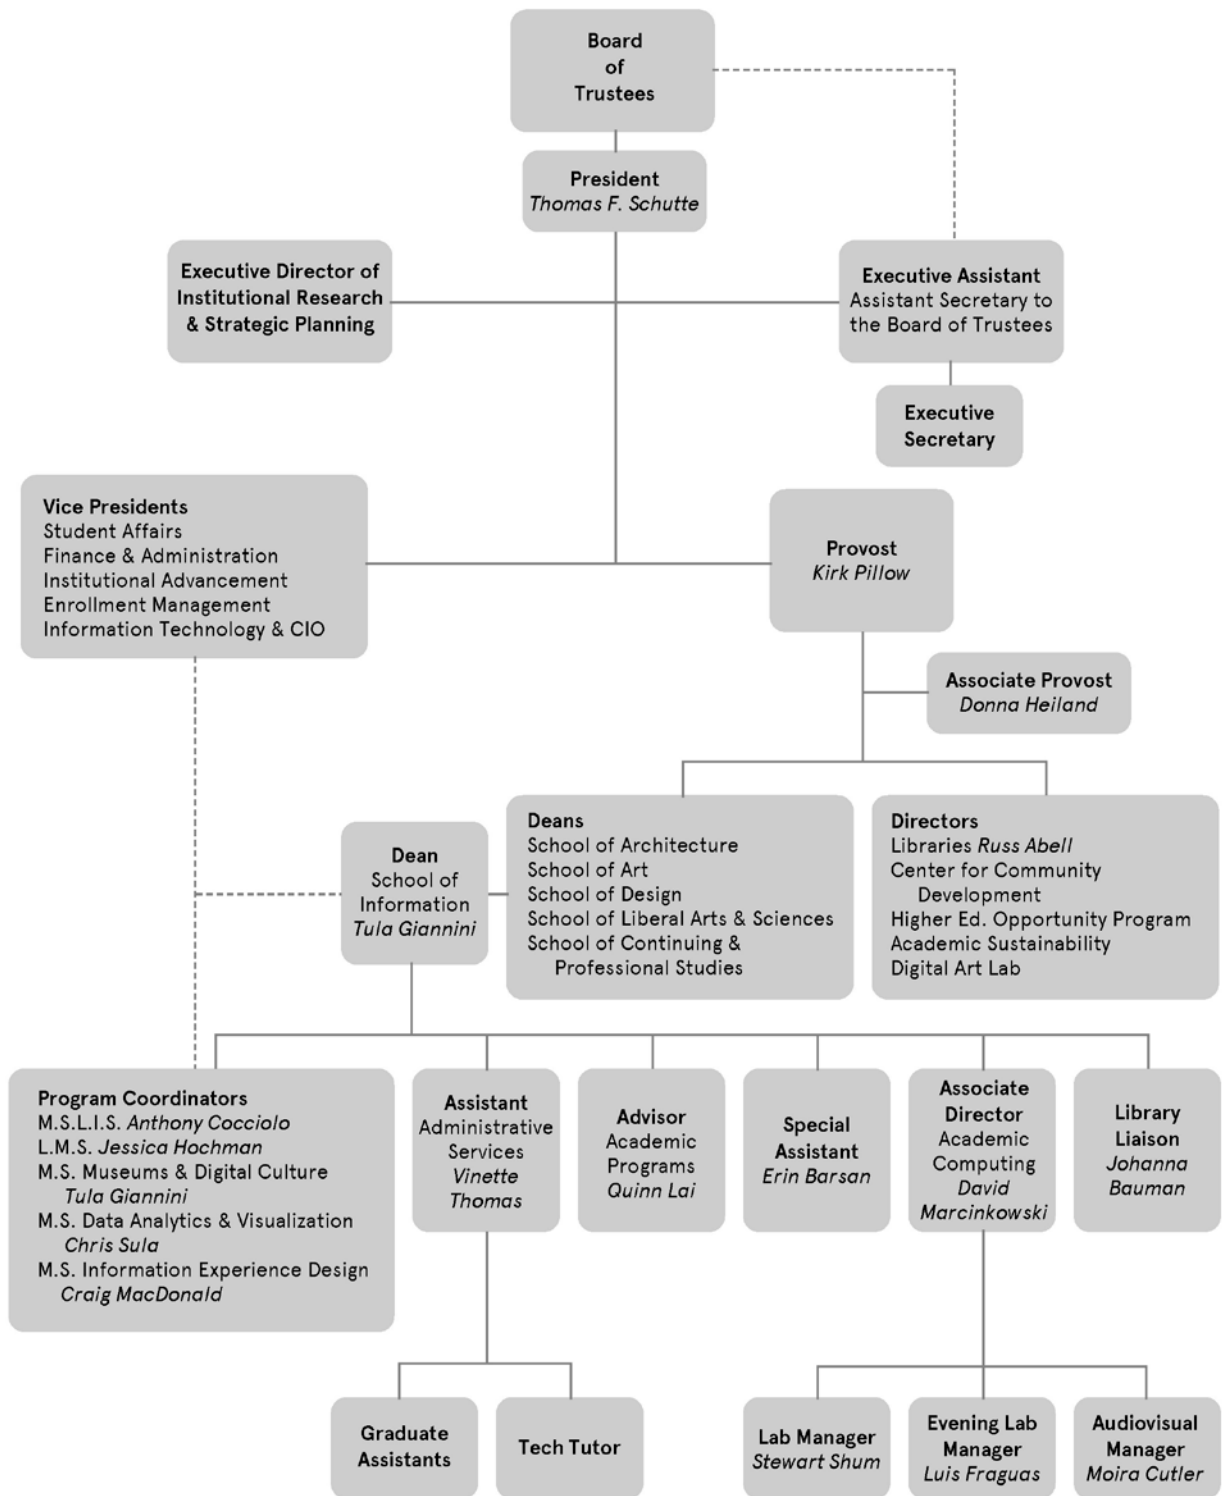 Board
of
Trustees
President
Thomas F. Schutte
Executive Director of
Institutional Research
& Strategic Planning
Executive Assistant
Assistant Secretary to
the Board of Trustees
Executive
Secretary
Vice Presidents
Student Affairs
Finance & Administration
Institutional Advancement
Enrollment Management
Information Technology & CIO
Provost
Kirk Pillow
Associate Provost
Donna Heiland
Dean
School of
Information
Tula Giannini
Deans
School of Architecture
School of Art
School of Design
School of Liberal Arts & Sciences
School of Continuing &
Professional Studies
Directors
Libraries Russ Abell
Center for Community
Development
Higher Ed. Opportunity Program
Academic Sustainability
Digital Art Lab
Program Coordinators
M.S.L.I.S. Anthony Cocciolo
L.M.S. Jessica Hochman
M.S. Museums & Digital Culture
Tula Giannini
M.S. Data Analytics & Visualization
Chris Sula
M.S. Information Experience Design
Craig MacDonald
Assistant
Administrative
Services
Vinette
Thomas
Advisor
Academic
Programs
Quinn Lai
Special
Assistant
Erin Barsan
Associate
Director
Academic
Computing
David
Marcinkowski
Library
Liaison
Johanna
Bauman
Graduate
Assistants
Tech Tutor
Lab Manager
Stewart Shum
Evening Lab
Manager
Luis Fraguas
Audiovisual
Manager
Moira Cutler